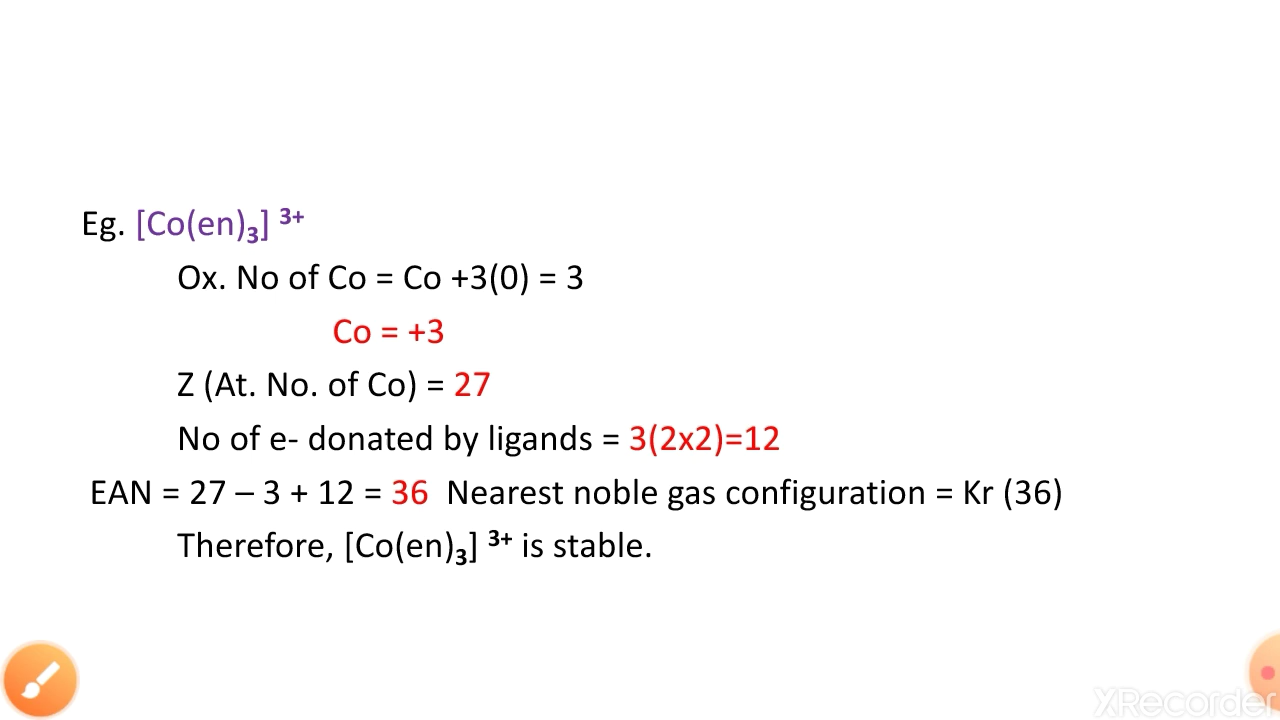 Eg. [Co(en)3] 3+
Ox. No of Co = Co +3(0) = 3
Co = +3
Z (At. No. of Co) = 27
No of e- donated by ligands = 3(2x2)=12
EAN = 27 – 3 + 12 = 36 Nearest noble gas configuration = Kr (36)
Therefore, [Co(en)3] 3+ is stable.
XRecorder